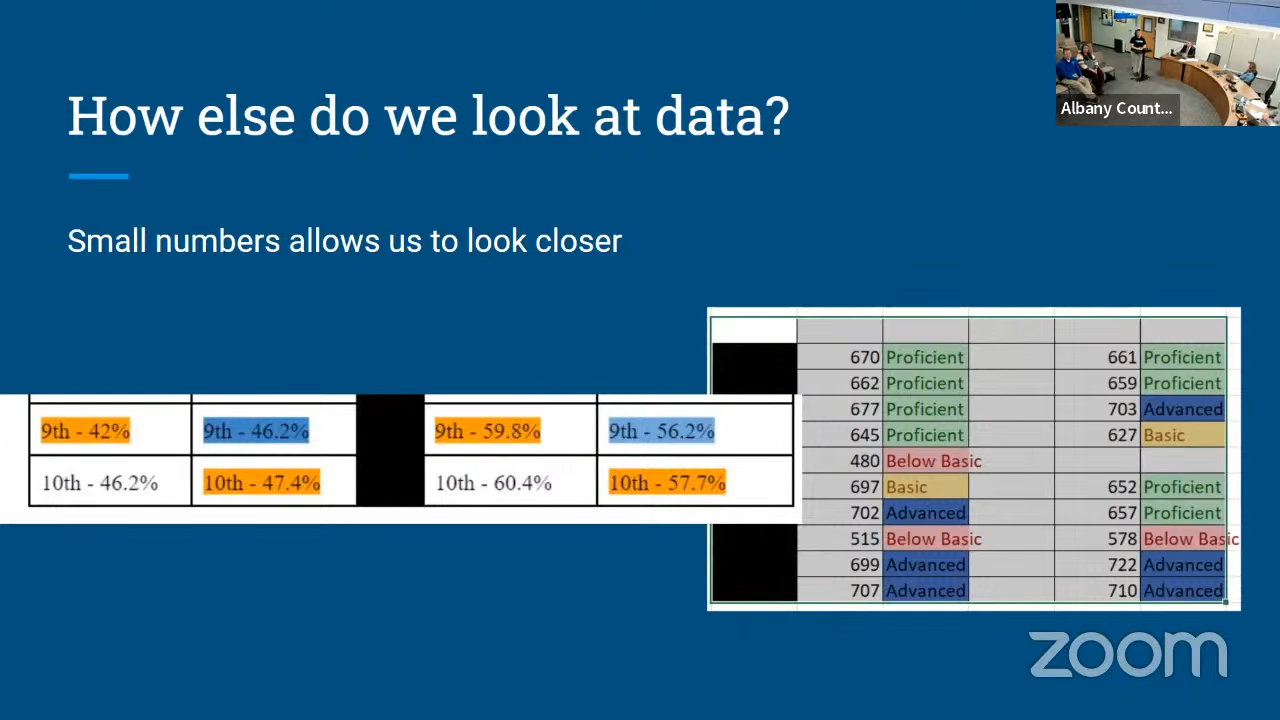 Albany Count...
How else do we look at data?
Small numbers allows us to look closer
9th - 42% 9th - 46.2% 9th - 59.8% 9th - 56.2%
10th - 46.2% 10th - 47.4% 10th - 60.4% 10th - 57.7%
670 Proficient 661 Proficient
662 Proficient 659 Proficient
677 Proficient 703 Advanced
645 Proficient 627 Basic
480 Below Basic
697 Basic 652 Proficient
702 Advanced 657 Proficient
515 Below Basic 578 Below Basic
699 Advanced 722 Advanced
707 Advanced 710 Advanced
zoom